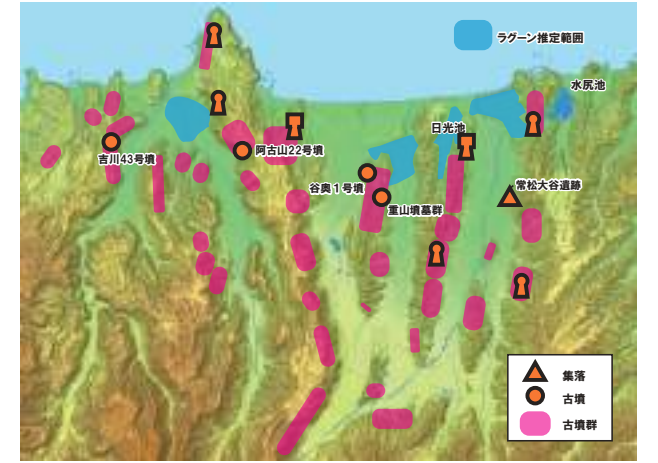 ラグーン推定範囲
水尻池
日光池
阿古山22号墳
吉川43号墳
谷奥1号墳
常松大谷遺跡
重山墳墓群
集落
古墳
古墳群